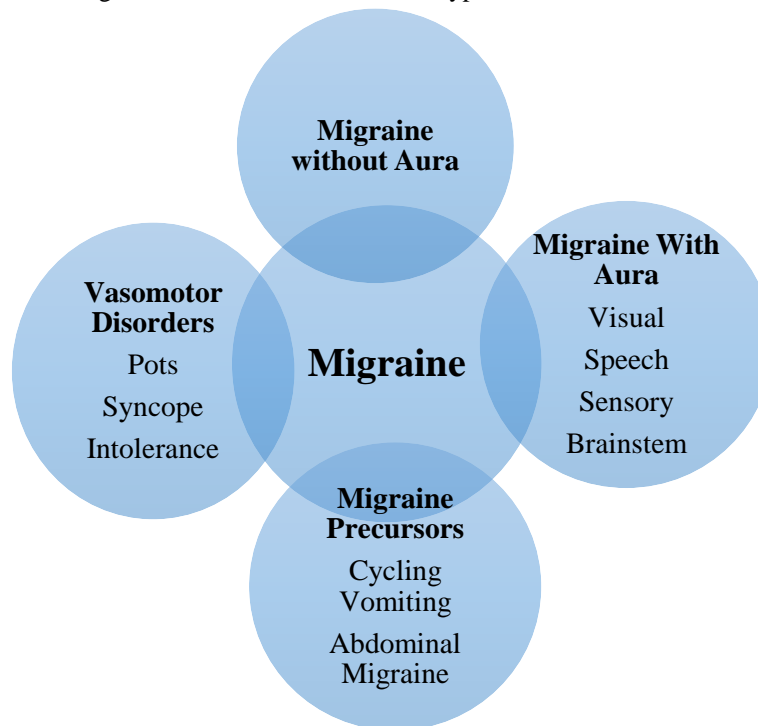 Migraine
without Aura
Migraine With
Aura
Visual
Speech
Sensory
Brainstem
Vasomotor
Disorders
Pots
Syncope
Intolerance
Migraine
Migraine
Precursors
Cycling
Vomiting
Abdominal
Migraine